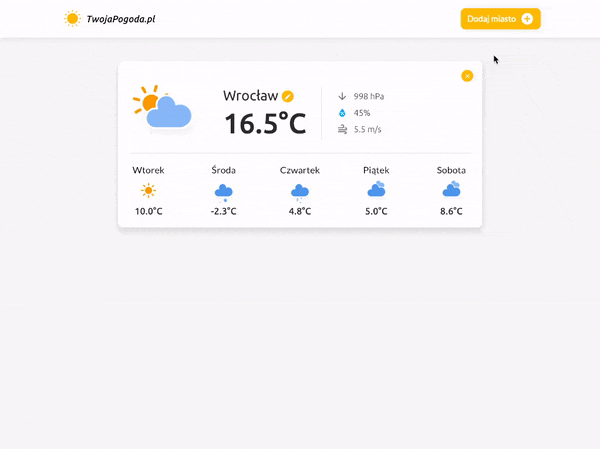 TwojaPogoda.pl
Dodaj miasto
Wrocław
16.5°C
998 hPa
45%
5.5 m/s
Wtorek Środa Czwartek Piątek Sobota
10.0°C -2.3°C 4.8°C 5.0°C 8.6°C